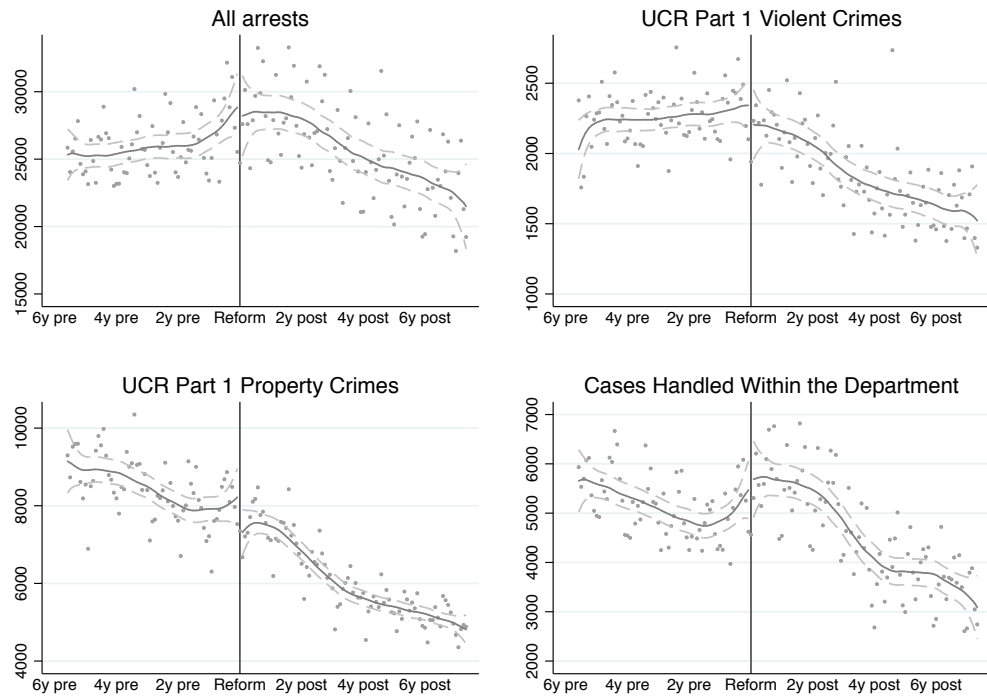 All arrests
30000
25000
20000
15000
6y pre 4y pre 2y pre Reform 2y post 4y post 6y post
UCR Part 1 Violent Crimes
2500
2000
1500
1000
6y pre 4y pre 2y pre Reform 2y post 4y post 6y post
UCR Part 1 Property Crimes
10000
8000
6000
4000
6y pre 4y pre 2y pre Reform 2y post 4y post 6y post
Cases Handled Within the Department
7000
6000
5000
4000
3000
2000
6y pre 4y pre 2y pre Reform 2y post 4y post 6y post